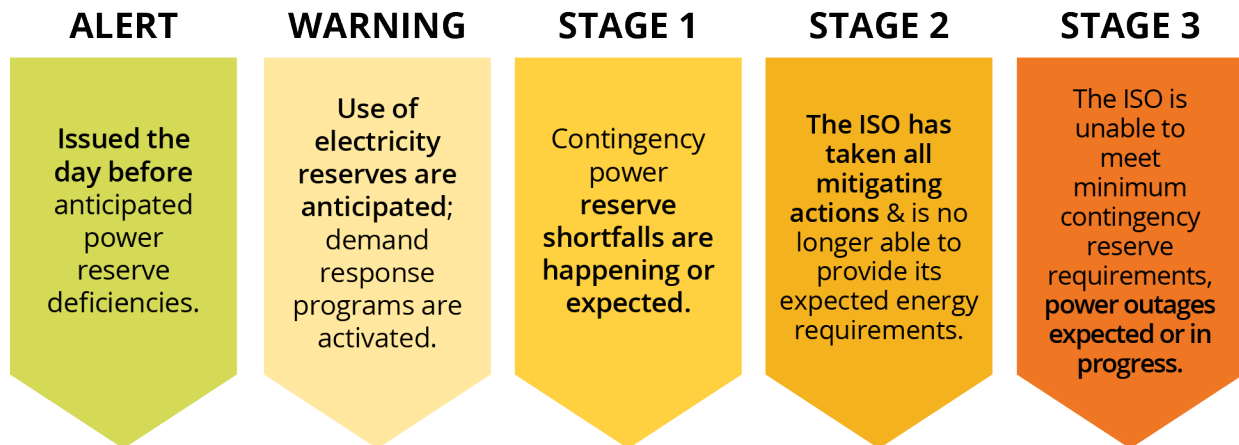 ALERT
Issued the
day before
anticipated
power
reserve
deficiencies.
WARNING
Use of
electricity
reserves are
anticipated;
demand
response
programs are
activated.
STAGE 1
Contingency
power
reserve
shortfalls are
happening or
expected.
STAGE 2
The ISO has
taken all
mitigating
actions & is no
longer able to
provide its
expected energy
requirements.
STAGE 3
The ISO is
unable to
meet
minimum
contingency
reserve
requirements,
power outages
expected or in
progress.